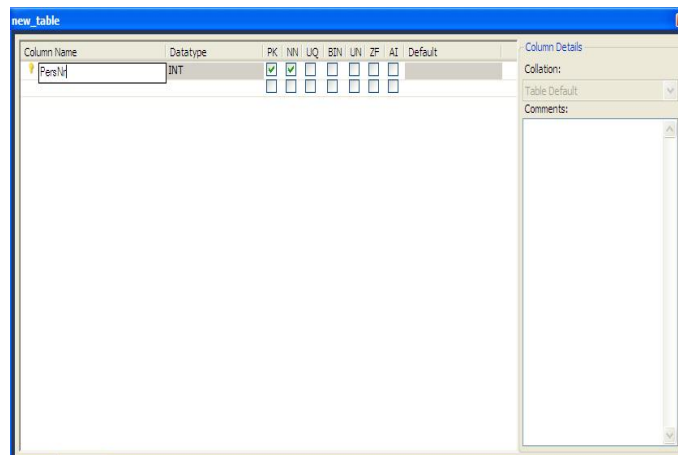 new_table
Column Name Datatype PK NN UQ BIN UN ZF AI Default
PersNr INT
Column Details
Collation:
Table Default
Comments: